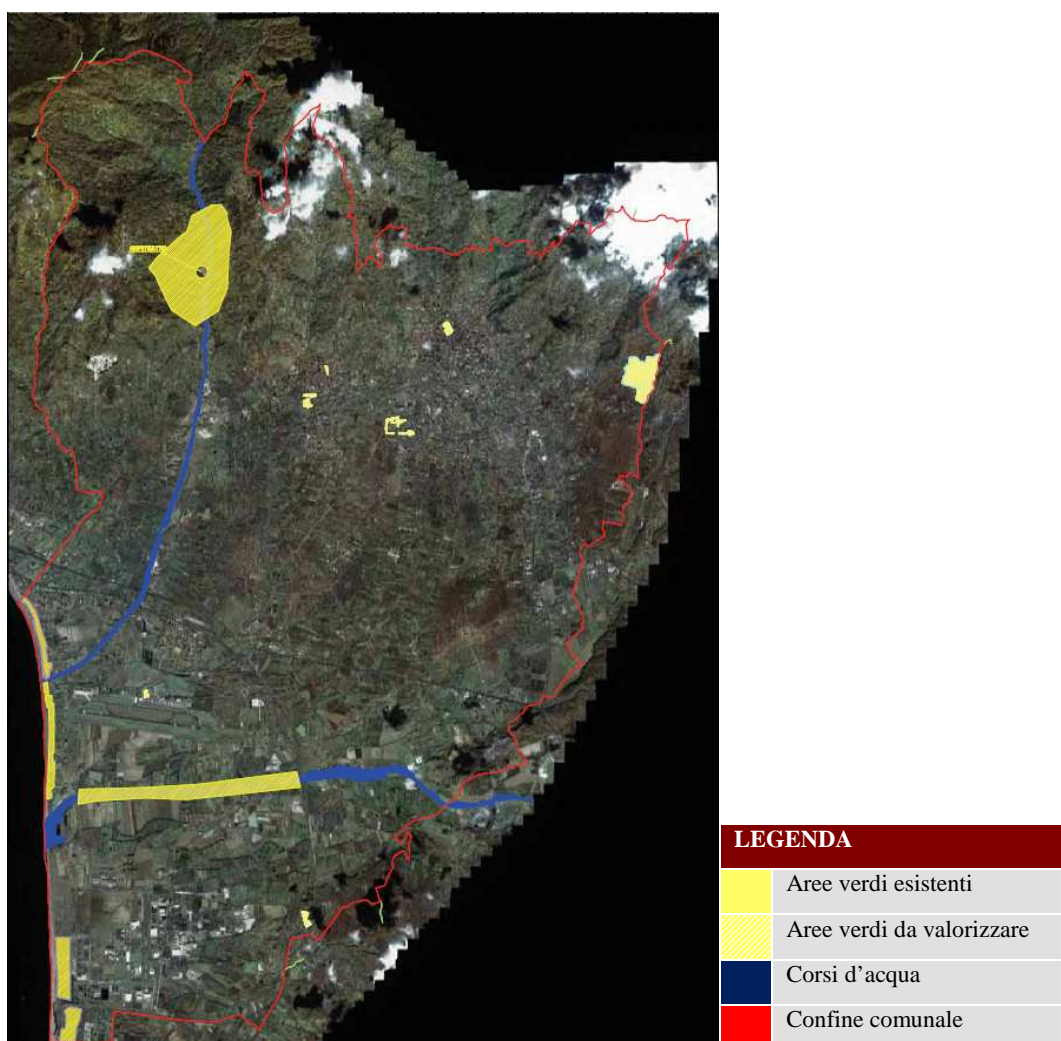 LEGENDA
Aree verdi esistenti
Aree verdi da valorizzare
Corsi d'acqua
Confine comunale